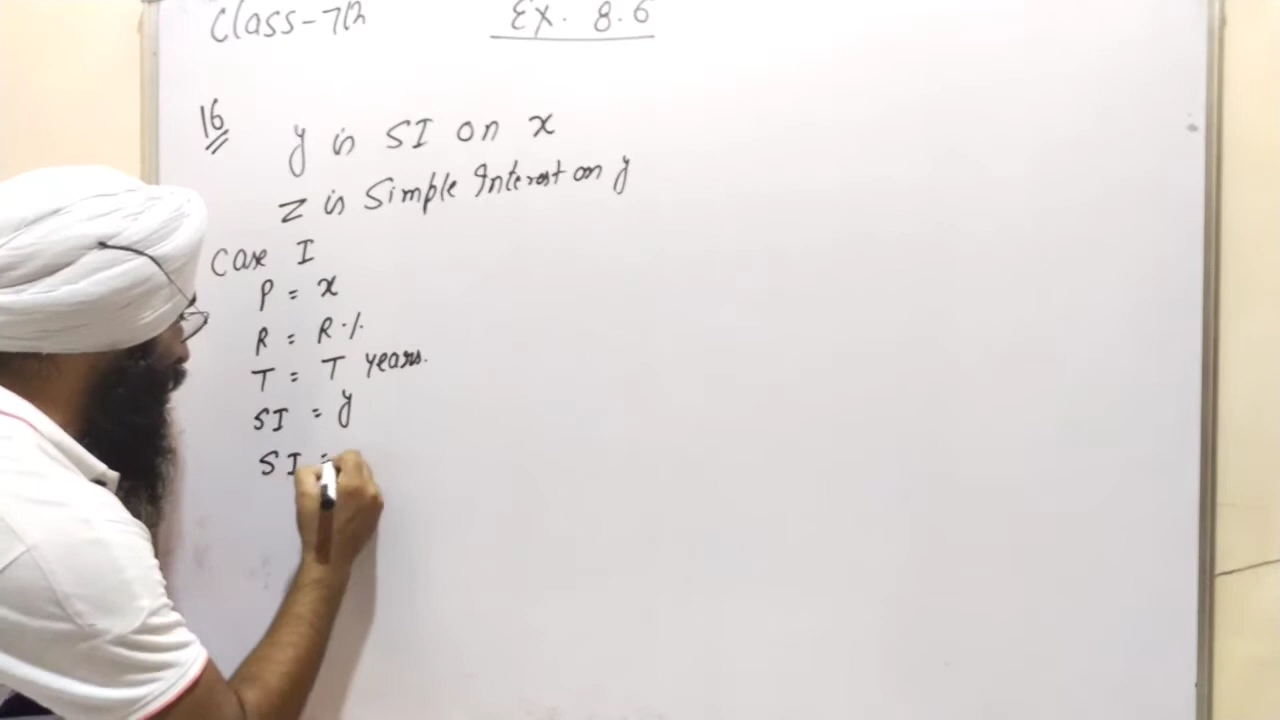 Class-7th Ex. 8.6
16
y is SI on x
z is Simple Interest on y
Case I
P = x
R = R%
T = T years.
SI = y
SI =